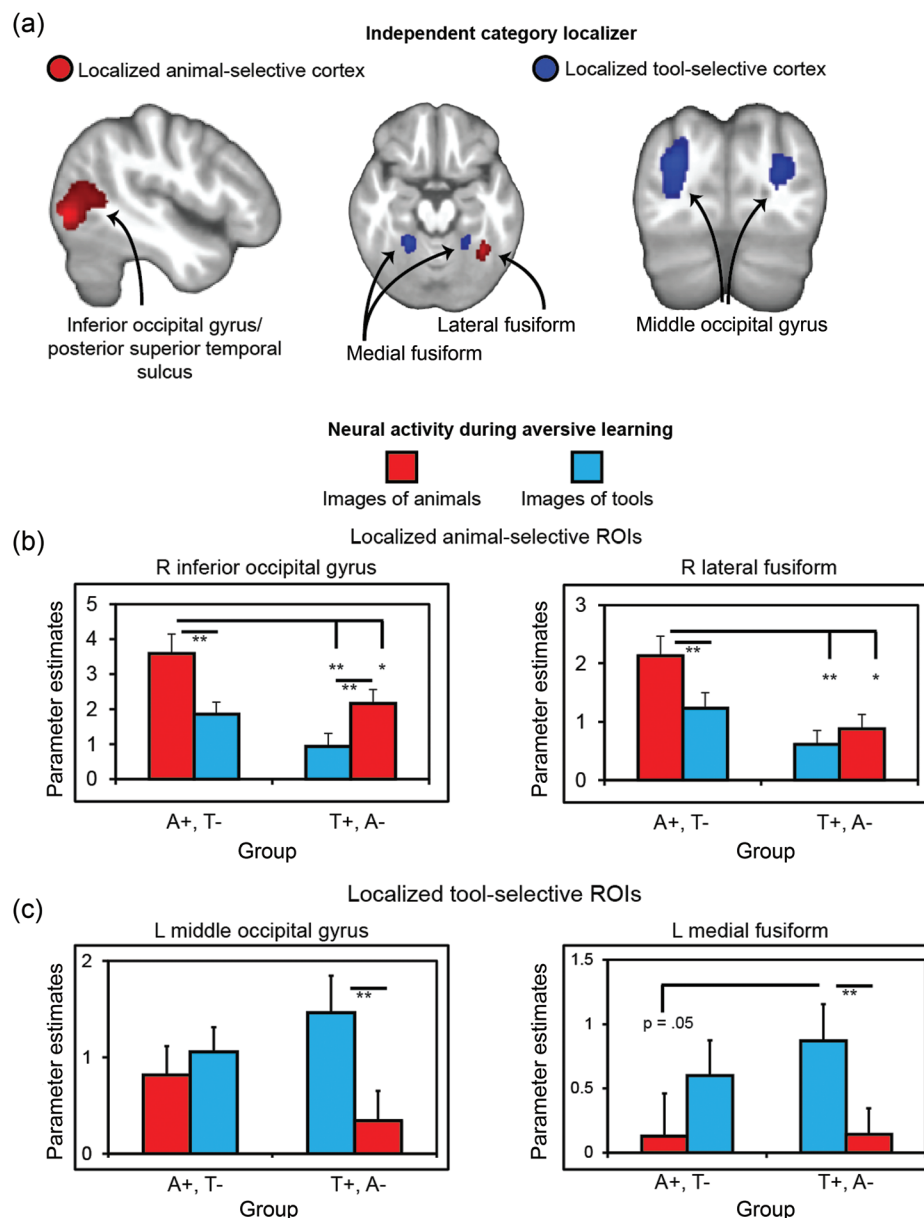 (a)
Independent category localizer
Localized animal-selective cortex
Localized tool-selective cortex
Inferior occipital gyrus/
posterior superior temporal
sulcus
Medial fusiform
Lateral fusiform
Middle occipital gyrus
Neural activity during aversive learning
Images of animals
Images of tools
(b)
Localized animal-selective ROIs
R inferior occipital gyrus
Parameter estimates
5
4
3
2
1
0
**
**
*
**
A+, T-
T+, A-
Group
R lateral fusiform
Parameter estimates
3
2
1
0
**
**
*
A+, T-
T+, A-
Group
(c)
Localized tool-selective ROIs
L middle occipital gyrus
Parameter estimates
2
1
0
**
A+, T-
T+, A-
Group
L medial fusiform
Parameter estimates
1.5
1
0.5
0
p = .05
**
A+, T-
T+, A-
Group